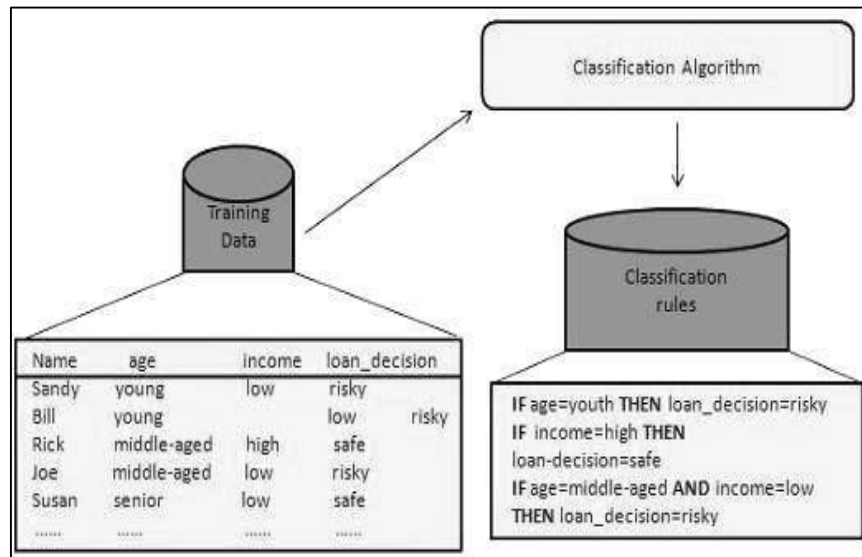 Classification Algorithm
Training
Data
Classification
rules
Name age income loan_decision
Sandy young low risky
Bill young low risky
Rick middle-aged high safe
Joe middle-aged low risky
Susan senior low safe
...... ...... ...... ......
IF age=youth THEN loan_decision=risky
IF income=high THEN
loan-decision=safe
IF age=middle-aged AND income=low
THEN loan_decision=risky